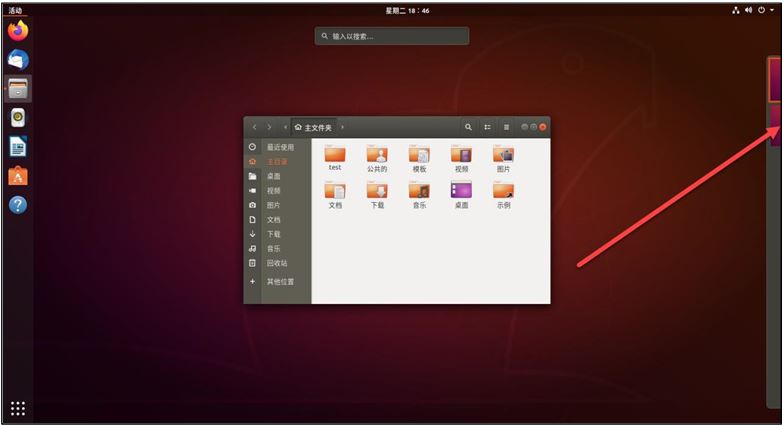 活动
星期二 18：46
输入以搜索...
主文件夹
最近使用
主目录
桌面
视频
图片
文档
下载
音乐
回收站
其他位置
test
公共的
模板
视频
图片
文档
下载
音乐
桌面
示例